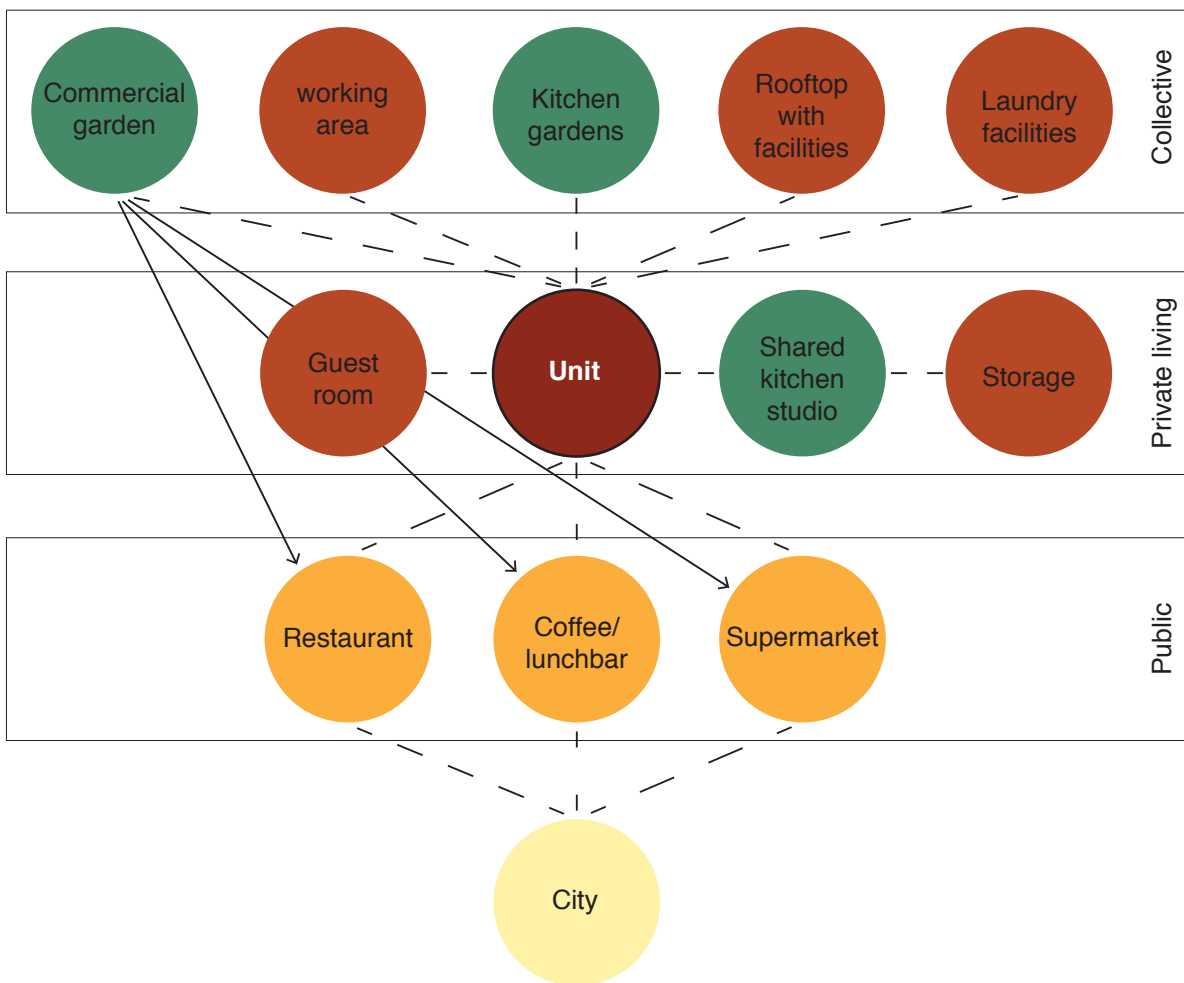 Commercial
garden
working
area
Kitchen
gardens
Rooftop
with
facilities
Laundry
facilities
Collective
Guest
room
Unit
Shared
kitchen
studio
Storage
Private living
Restaurant
Coffee/
lunchbar
Supermarket
Public
City